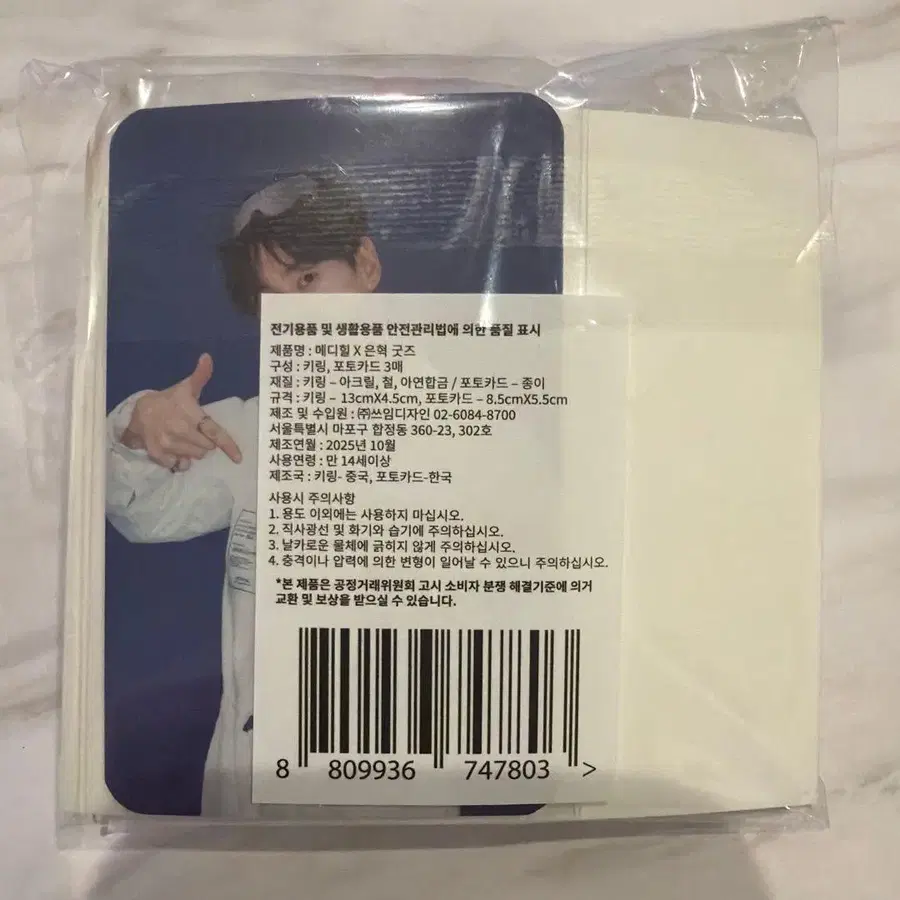 전기용품 및 생활용품 안전관리법에 의한 품질 표시
제품명 : 메디힐 X 은혁 굿즈
구성 : 키링, 포토카드 3매
재질 : 키링 – 아크릴, 철, 아연합금 / 포토카드 – 종이
규격 : 키링 – 13cmX4.5cm, 포토카드 – 8.5cmX5.5cm
제조 및 수입원 : ㈜쓰임디자인 02-6084-8700
서울특별시 마포구 합정동 360-23, 302호
제조연월 : 2025년 10월
사용연령 : 만 14세이상
제조국 : 키링- 중국, 포토카드-한국
사용시 주의사항
1. 용도 이외에는 사용하지 마십시오.
2. 직사광선 및 화기와 습기에 주의하십시오.
3. 날카로운 물체에 긁히지 않게 주의하십시오.
4. 충격이나 압력에 의한 변형이 일어날 수 있으니 주의하십시오.
*본 제품은 공정거래위원회 고시 소비자 분쟁 해결기준에 의거
교환 및 보상을 받으실 수 있습니다.
8 809936 747803 >